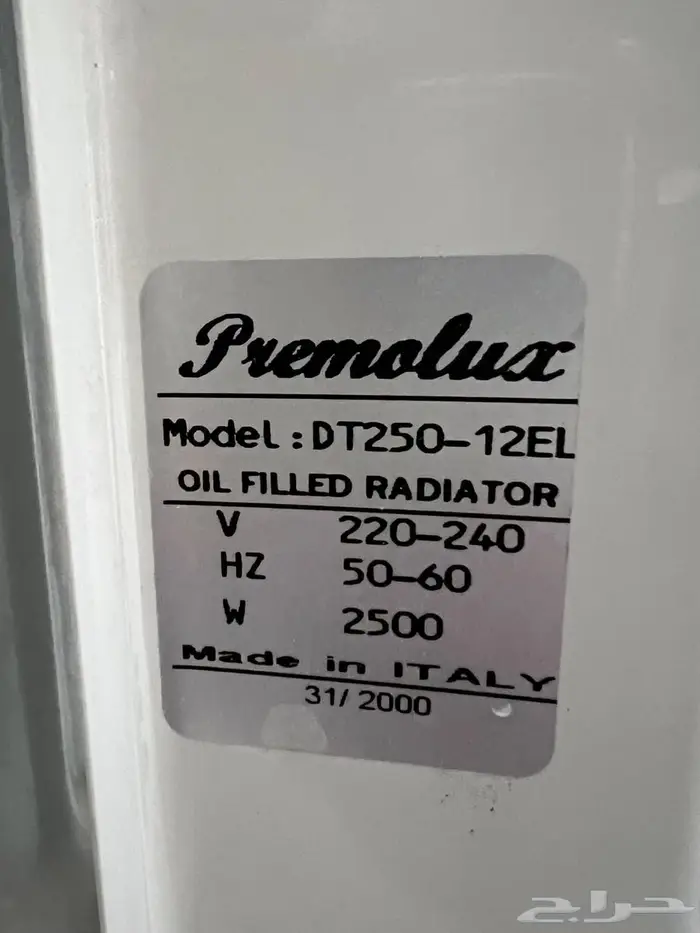 Premolux
Model : DT250-12EL
OIL FILLED RADIATOR
V 220-240
HZ 50-60
W 2500
Made in ITALY
31/ 2000
حراج